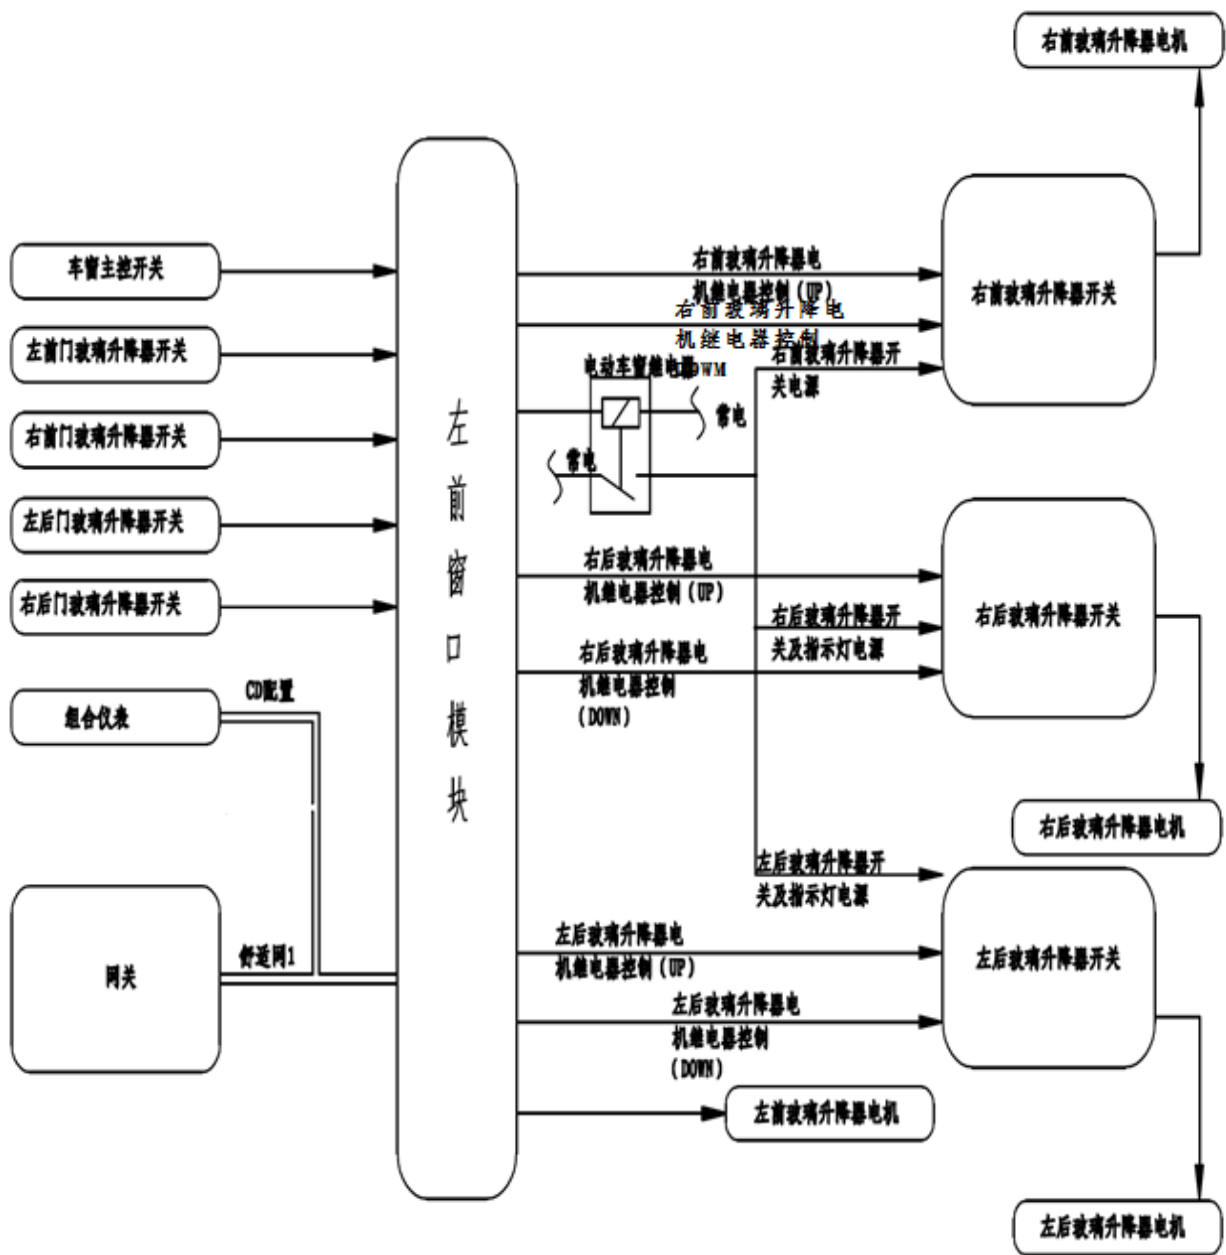 右前玻璃升降器电机
车窗主控开关
左前门玻璃升降器开关
右前门玻璃升降器开关
左后门玻璃升降器开关
右后门玻璃升降器开关
CD配置
组合仪表
舒适网1
网关
左前窗口模块
右前玻璃升降器电
机继电器控制(UP)
右前玻璃升降电
机继电器控制
右前玻璃升降器开
关电源
电动车窗继电器
常电
常电
右前玻璃升降器开关
右后玻璃升降器电
机继电器控制(UP)
右后玻璃升降器开
关及指示灯电源
右后玻璃升降器电
机继电器控制
(DOWN)
右后玻璃升降器开关
右后玻璃升降器电机
左后玻璃升降器开
关及指示灯电源
左后玻璃升降器电
机继电器控制(UP)
左后玻璃升降器电
机继电器控制
(DOWN)
左后玻璃升降器开关
左前玻璃升降器电机
左后玻璃升降器电机